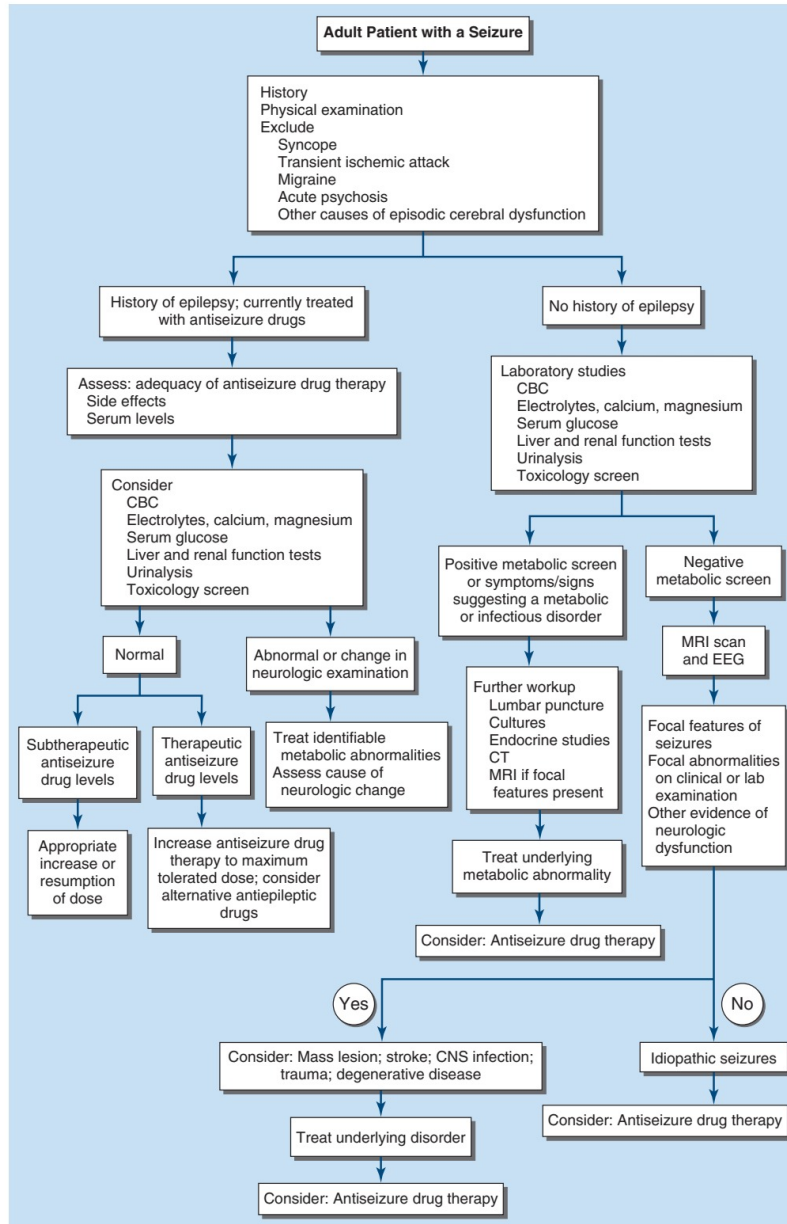 Adult Patient with a Seizure
History
Physical examination
Exclude
Syncope
Transient ischemic attack
Migraine
Acute psychosis
Other causes of episodic cerebral dysfunction
History of epilepsy; currently treated
with antiseizure drugs
No history of epilepsy
Assess: adequacy of antiseizure drug therapy
Side effects
Serum levels
Laboratory studies
CBC
Electrolytes, calcium, magnesium
Serum glucose
Liver and renal function tests
Urinalysis
Toxicology screen
Consider
CBC
Electrolytes, calcium, magnesium
Serum glucose
Liver and renal function tests
Urinalysis
Toxicology screen
Positive metabolic screen
or symptoms/signs
suggesting a metabolic
or infectious disorder
Negative
metabolic screen
Normal
Abnormal or change in
neurologic examination
MRI scan
and EEG
Further workup
Lumbar puncture
Cultures
Endocrine studies
CT
MRI if focal
features present
Subtherapeutic
antiseizure
drug levels
Therapeutic
antiseizure
drug levels
Treat identifiable
metabolic abnormalities
Assess cause of
neurologic change
Focal features of
seizures
Focal abnormalities
on clinical or lab
examination
Other evidence of
neurologic
dysfunction
Appropriate
increase or
resumption
of dose
Increase antiseizure drug
therapy to maximum
tolerated dose; consider
alternative antiepileptic
drugs
Treat underlying
metabolic abnormality
Consider: Antiseizure drug therapy
Yes
No
Consider: Mass lesion; stroke; CNS infection;
trauma; degenerative disease
Idiopathic seizures
Treat underlying disorder
Consider: Antiseizure drug therapy
Consider: Antiseizure drug therapy